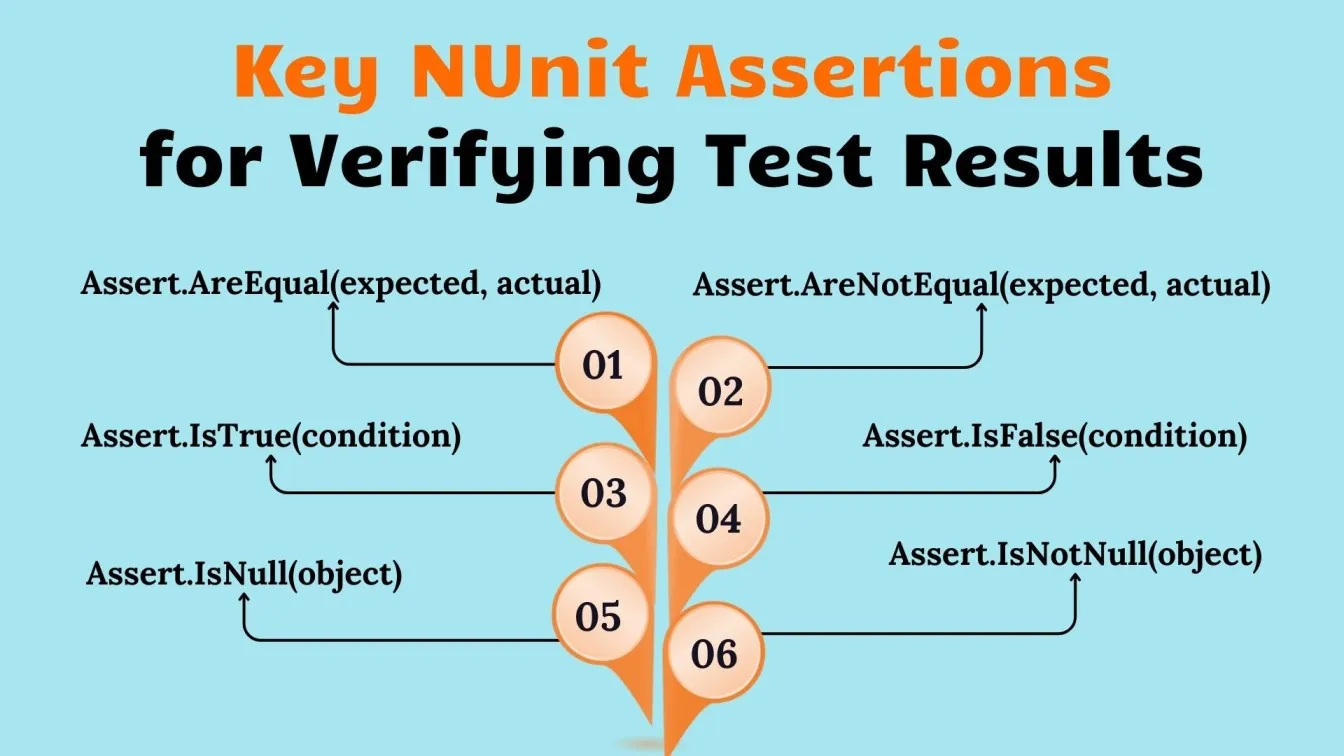 Key NUnit Assertions
for Verifying Test Results
Assert.AreEqual(expected, actual)
Assert.AreNotEqual(expected, actual)
01
02
Assert.IsTrue(condition)
Assert.IsFalse(condition)
03
04
Assert.IsNull(object)
Assert.IsNotNull(object)
05
06